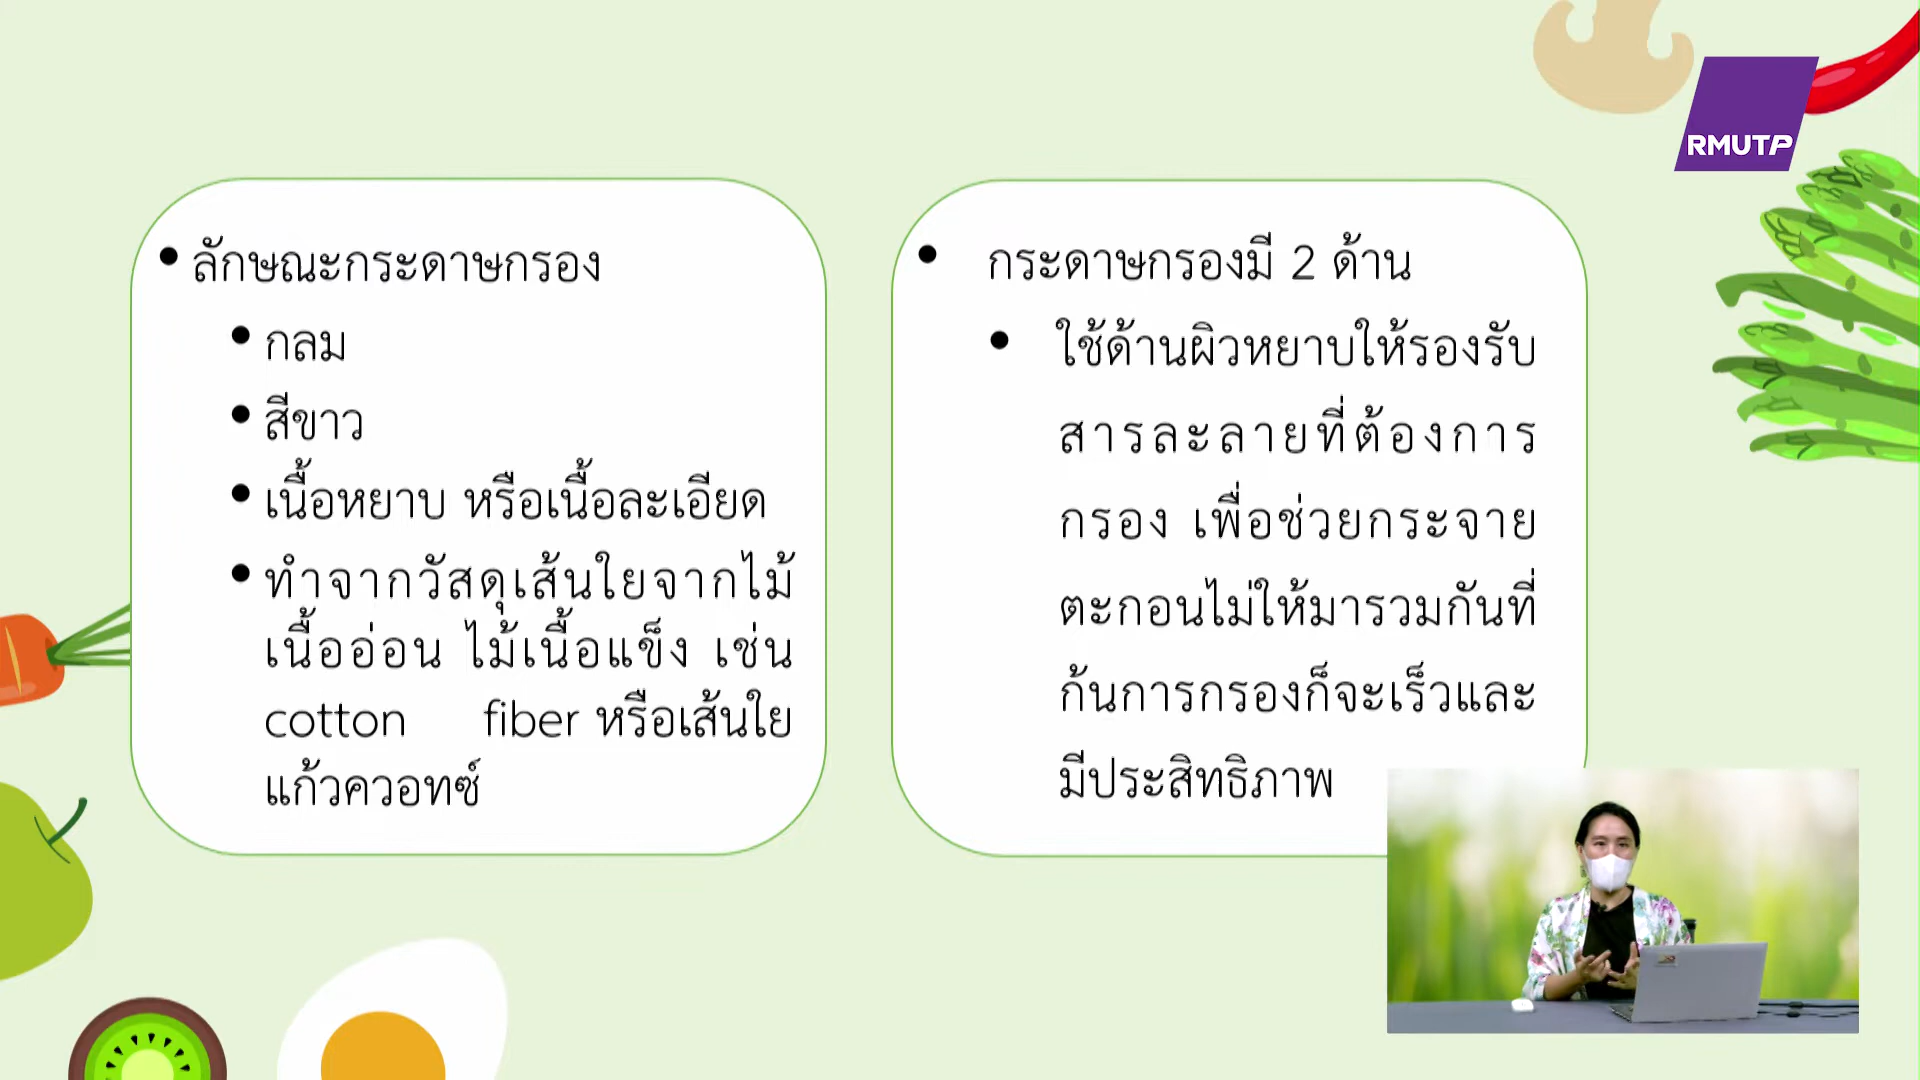 RMUTP
• ลักษณะกระดาษกรอง
• กลม
• สีขาว
• เนื้อหยาบ หรือเนื้อละเอียด
• ทำจากวัสดุเส้นใยจากไม้
เนื้ออ่อน ไม้เนื้อแข็ง เช่น
cotton fiber หรือเส้นใย
แก้วควอทซ์
• กระดาษกรองมี 2 ด้าน
• ใช้ด้านผิวหยาบให้รองรับ
สารละลายที่ต้องการ
กรอง เพื่อช่วยกระจาย
ตะกอนไม่ให้มารวมกันที่
ก้นการกรองก็จะเร็วและ
มีประสิทธิภาพ